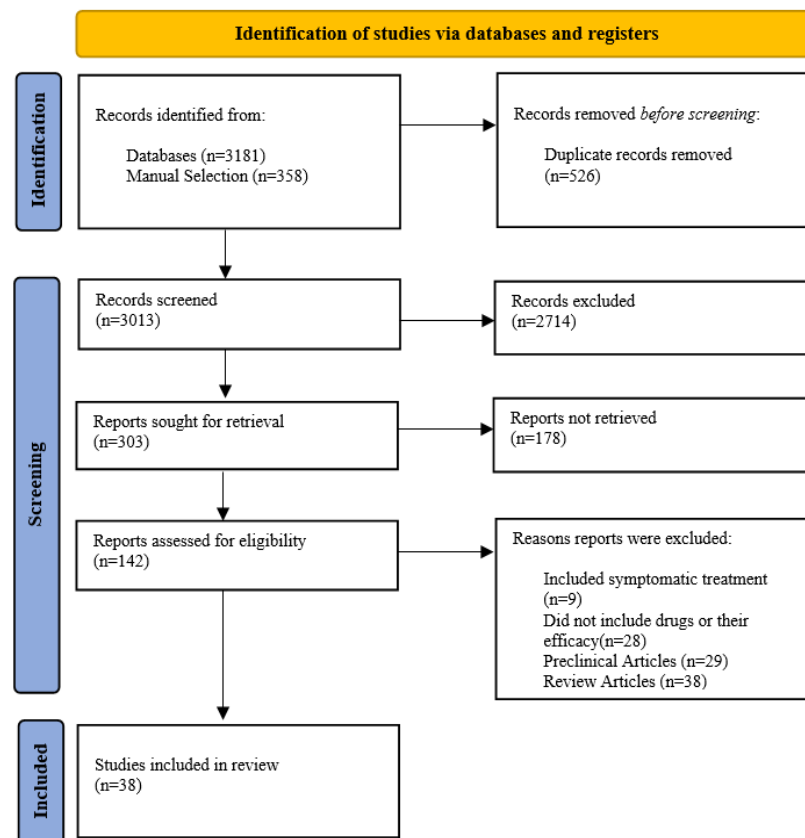 Identification of studies via databases and registers
Identification
Records identified from:
Databases (n=3181)
Manual Selection (n=358)
Records removed before screening:
Duplicate records removed
(n=526)
Screening
Records screened
(n=3013)
Records excluded
(n=2714)
Reports sought for retrieval
(n=303)
Reports not retrieved
(n=178)
Reports assessed for eligibility
(n=142)
Reasons reports were excluded:
Included symptomatic treatment
(n=9)
Did not include drugs or their
efficacy(n=28)
Preclinical Articles (n=29)
Review Articles (n=38)
Included
Studies included in review
(n=38)